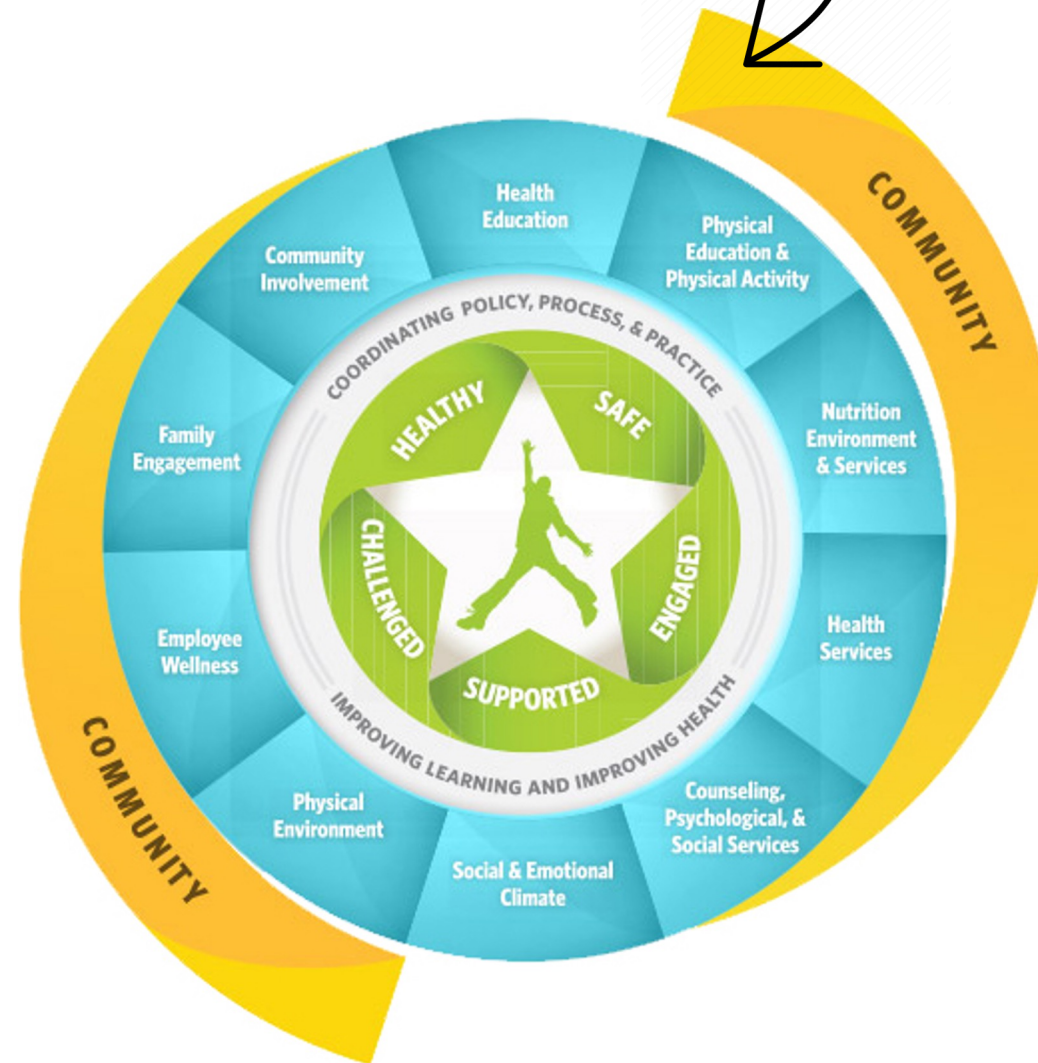 COMMUNITY
Health
Education
Physical
Education &
Physical Activity
Nutrition
Environment
& Services
Health
Services
Counseling,
Psychological, &
Social Services
Social & Emotional
Climate
Physical
Environment
Employee
Wellness
Family
Engagement
Community
Involvement
COORDINATING POLICY, PROCESS, & PRACTICE
IMPROVING LEARNING AND IMPROVING HEALTH
HEALTHY
SAFE
ENGAGED
SUPPORTED
CHALLENGED
COMMUNITY